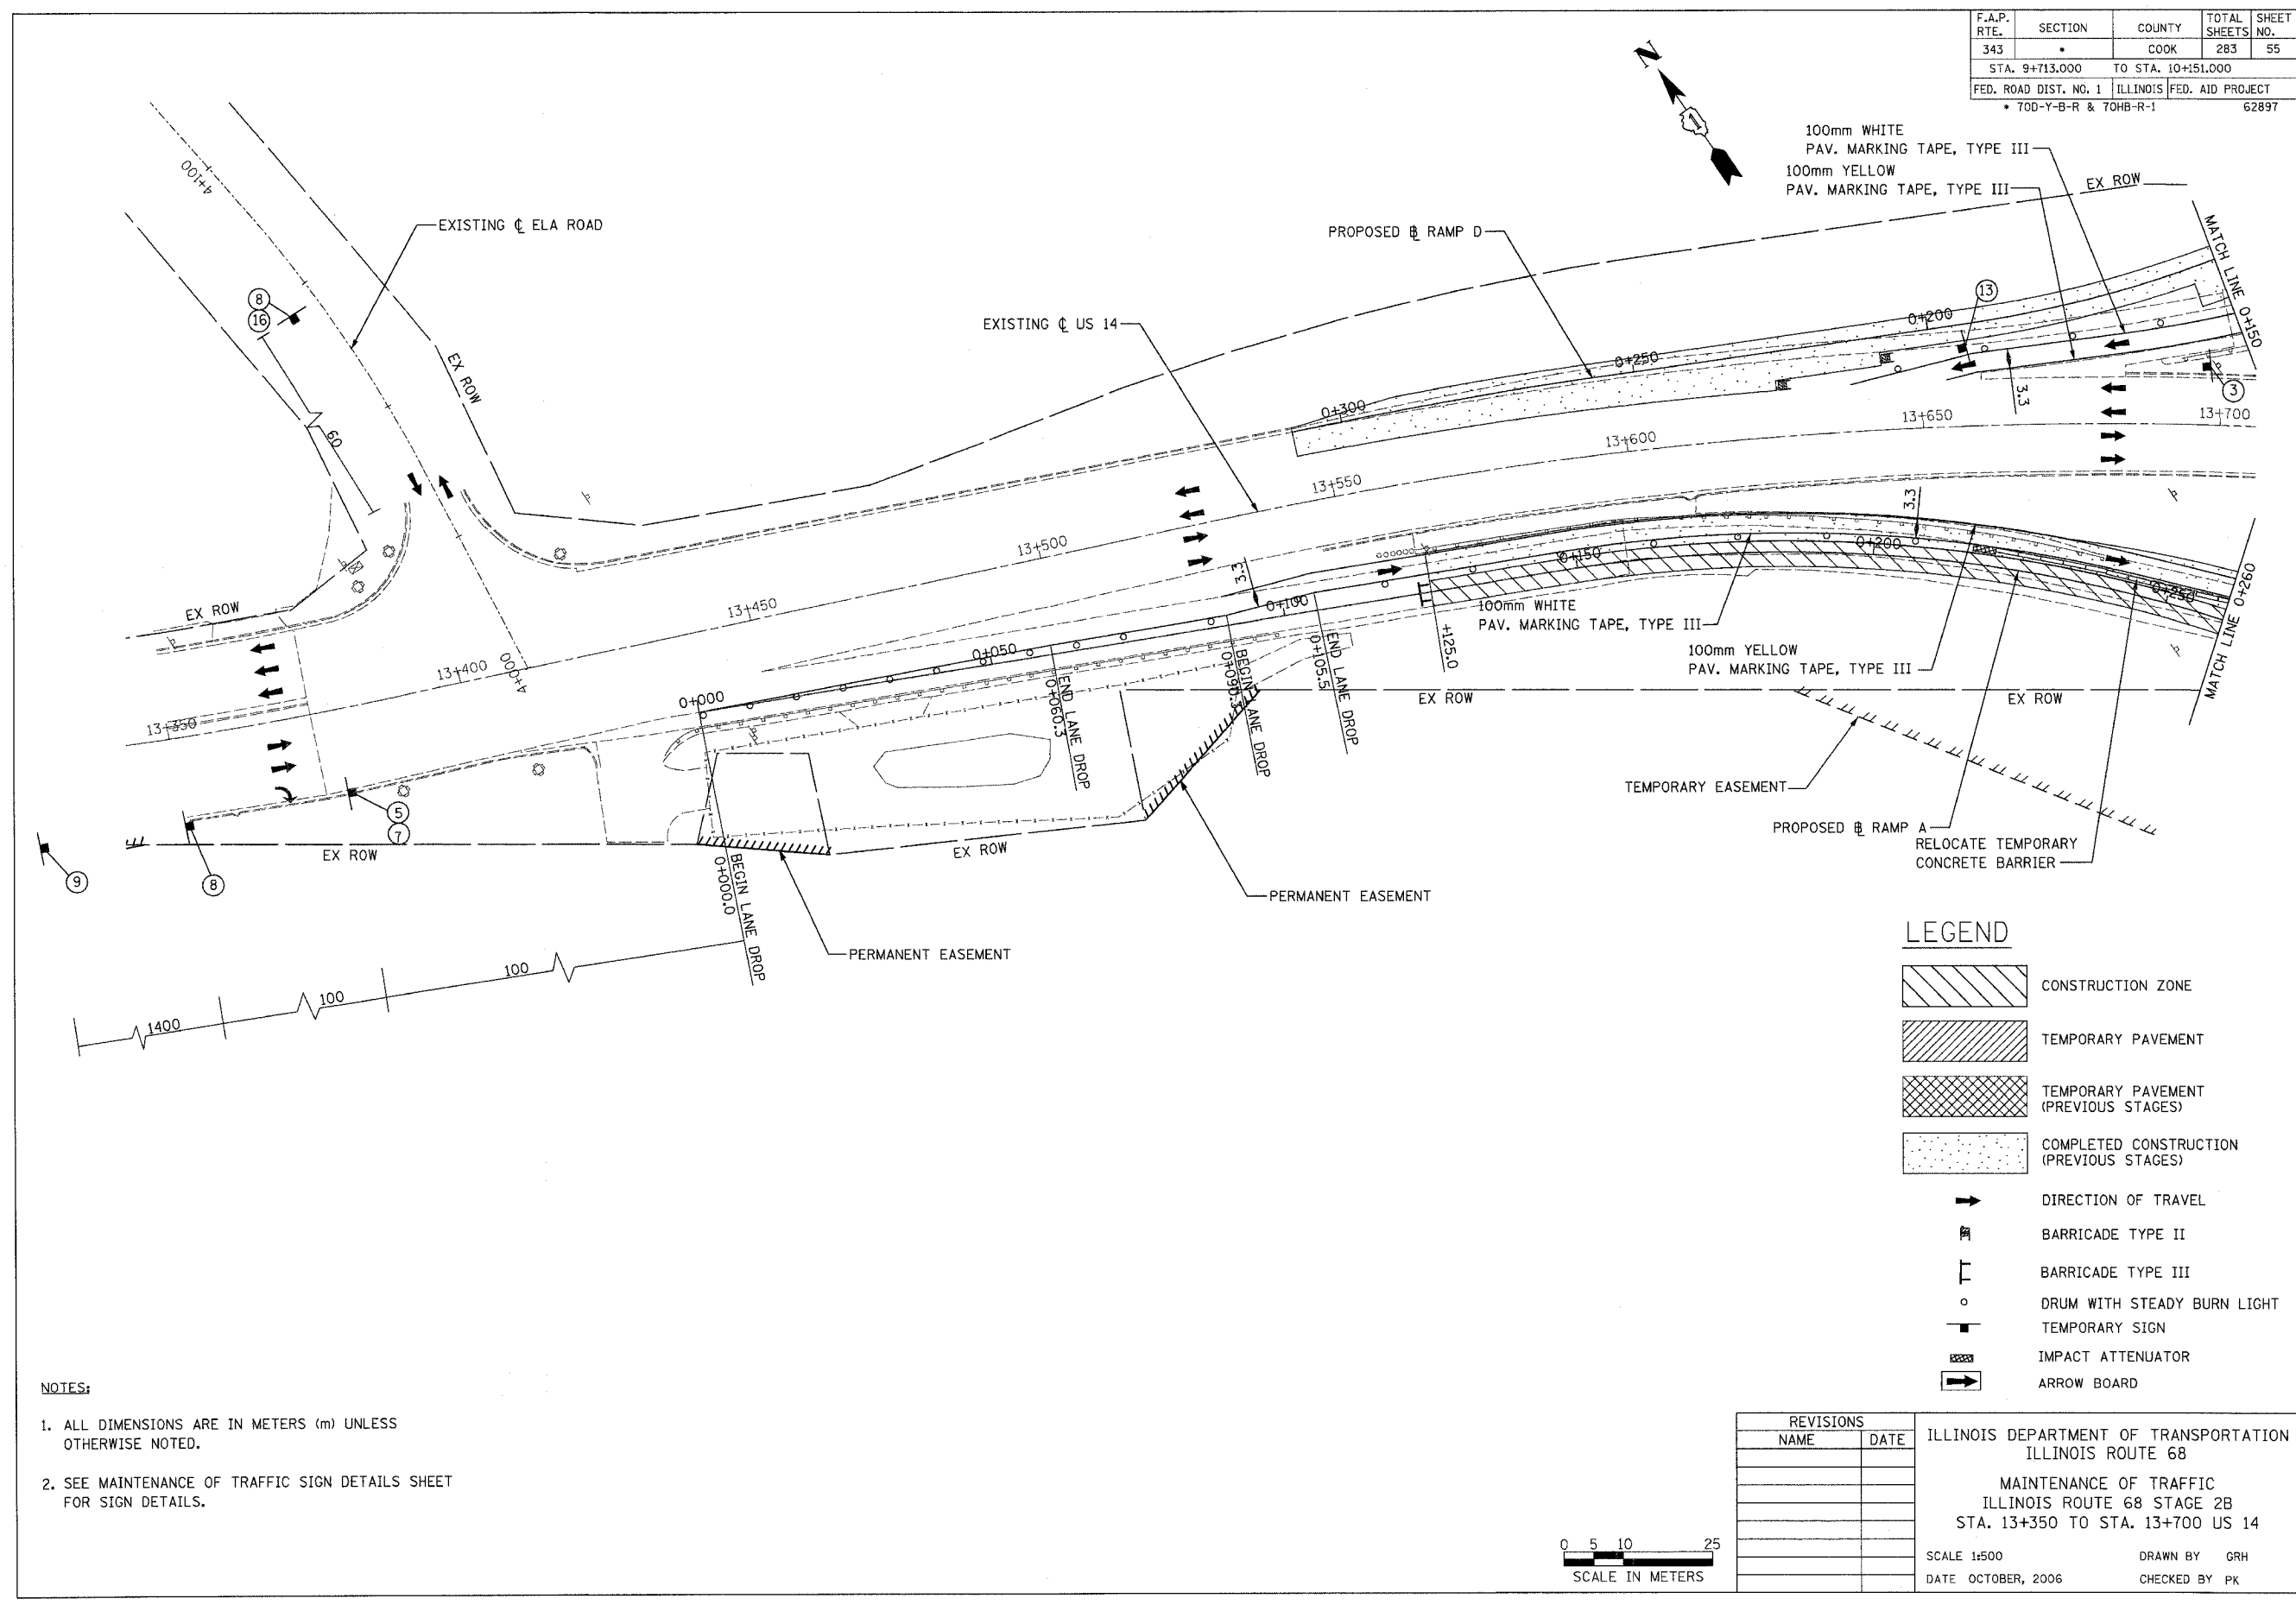 F.A.P. RTE. SECTION COUNTY TOTAL SHEETS SHEET NO.
343 * COOK 283 55
STA. 9+713.000 TO STA. 10+151.000
FED. ROAD DIST. NO. 1 ILLINOIS FED. AID PROJECT
* 70D-Y-B-R & 70HB-R-1 62897
N
1
100mm WHITE
PAV. MARKING TAPE, TYPE III
100mm YELLOW
PAV. MARKING TAPE, TYPE III
EX ROW
MATCH LINE 0+150
4+100
EXISTING ℄ ELA ROAD
PROPOSED B RAMP D
EXISTING ℄ US 14
8
16
60
EX ROW
13
3
3.3
0+200
0+250
0+300
13+700
13+650
13+600
13+550
13+500
13+450
13+400
13+350
4+000
EX ROW
3.3
3.3
0+000
0+050
0+100
0+150
0+200
0+250
MATCH LINE 0+260
+125.0
100mm WHITE
PAV. MARKING TAPE, TYPE III
100mm YELLOW
PAV. MARKING TAPE, TYPE III
END LANE DROP
0+060.3
BEGIN LANE DROP
0+090.3
END LANE DROP
0+105.5
EX ROW
EX ROW
TEMPORARY EASEMENT
PROPOSED B RAMP A
RELOCATE TEMPORARY
CONCRETE BARRIER
5
7
8
9
EX ROW
EX ROW
BEGIN LANE DROP
0+000.0
PERMANENT EASEMENT
PERMANENT EASEMENT
100
100
1400
LEGEND
CONSTRUCTION ZONE
TEMPORARY PAVEMENT
TEMPORARY PAVEMENT
(PREVIOUS STAGES)
COMPLETED CONSTRUCTION
(PREVIOUS STAGES)
DIRECTION OF TRAVEL
BARRICADE TYPE II
BARRICADE TYPE III
DRUM WITH STEADY BURN LIGHT
TEMPORARY SIGN
IMPACT ATTENUATOR
ARROW BOARD
NOTES:
1. ALL DIMENSIONS ARE IN METERS (m) UNLESS
OTHERWISE NOTED.
2. SEE MAINTENANCE OF TRAFFIC SIGN DETAILS SHEET
FOR SIGN DETAILS.
0 5 10 25
SCALE IN METERS
REVISIONS
NAME DATE
ILLINOIS DEPARTMENT OF TRANSPORTATION
ILLINOIS ROUTE 68
MAINTENANCE OF TRAFFIC
ILLINOIS ROUTE 68 STAGE 2B
STA. 13+350 TO STA. 13+700 US 14
SCALE 1:500 DRAWN BY GRH
DATE OCTOBER, 2006 CHECKED BY PK